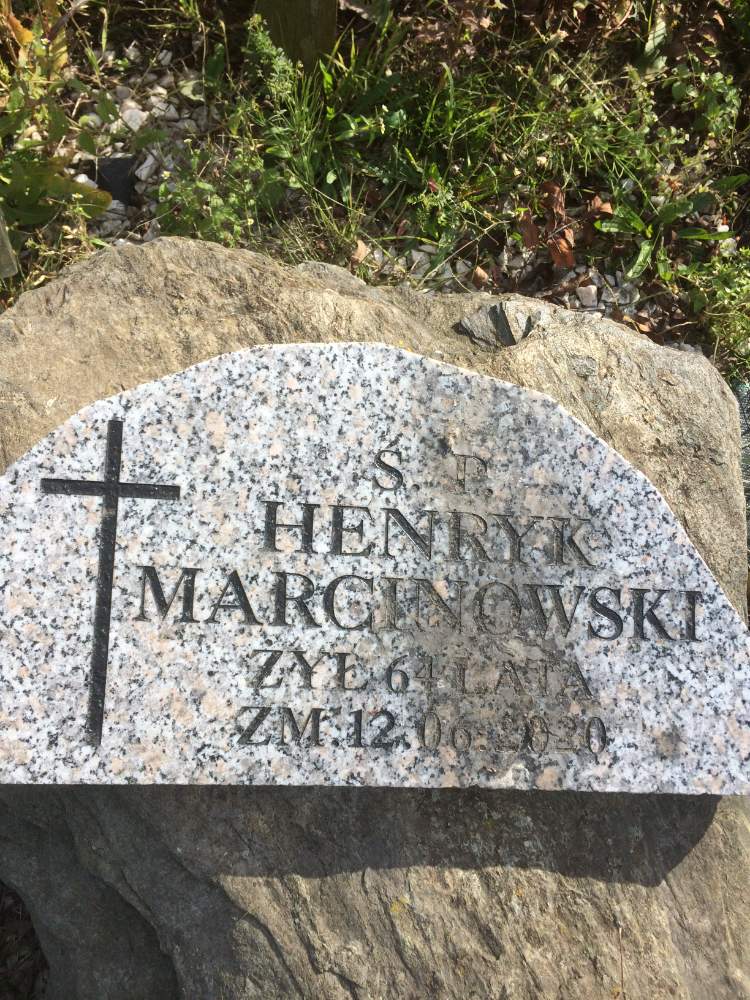 Ś. P.
HENRYK
MARCINOWSKI
ŻYŁ 64 LATA
ZM. 12.06.2020